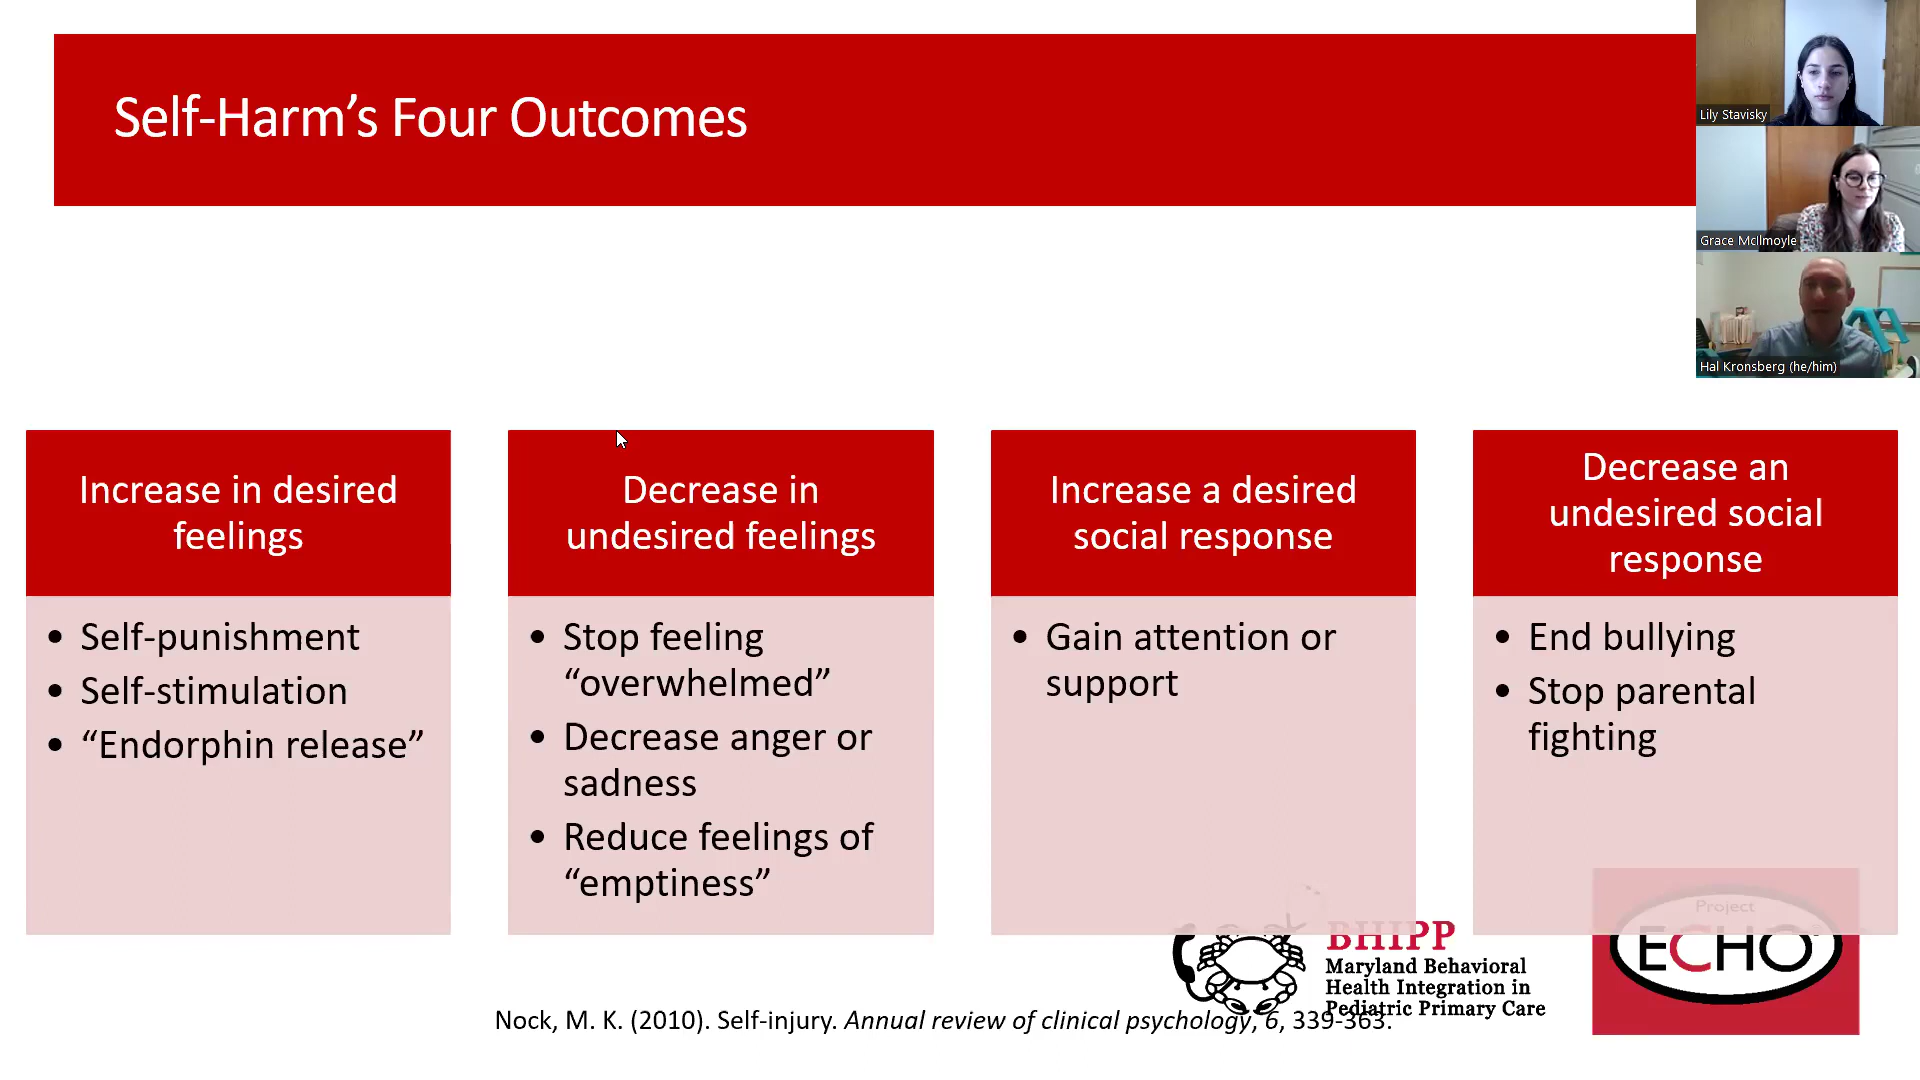 Self-Harm’s Four Outcomes
Lily Stavisky
Grace McIlmoyle
Hal Kronsberg (he/him)
Increase in desired
feelings
• Self-punishment
• Self-stimulation
• “Endorphin release”
Decrease in
undesired feelings
• Stop feeling
“overwhelmed”
• Decrease anger or
sadness
• Reduce feelings of
“emptiness”
Increase a desired
social response
• Gain attention or
support
Decrease an
undesired social
response
• End bullying
• Stop parental
fighting
BHIPP
Maryland Behavioral
Health Integration in
Pediatric Primary Care
Project
ECHO
Nock, M. K. (2010). Self-injury. Annual review of clinical psychology, 6, 339-363.